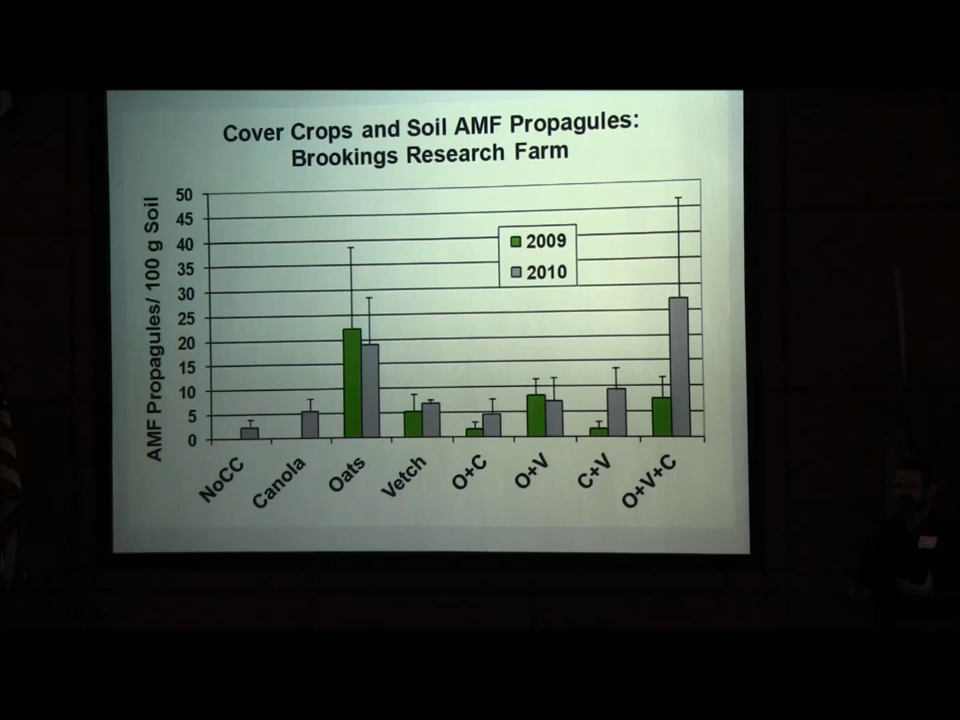 Cover Crops and Soil AMF Propagules:
Brookings Research Farm
AMF Propagules/ 100 g Soil
50
45
40
35
30
25
20
15
10
5
0
2009
2010
NoCC
Canola
Oats
Vetch
O+C
O+V
C+V
O+V+C